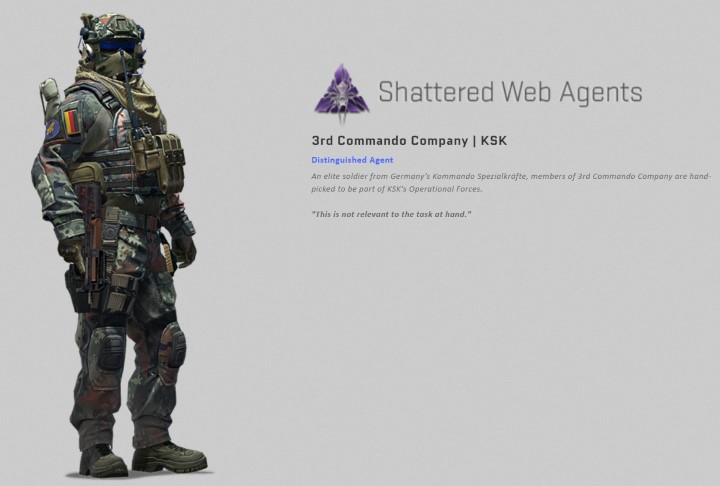 Shattered Web Agents
3rd Commando Company | KSK
Distinguished Agent
An elite soldier from Germany's Kommando Spezialkräfte, members of 3rd Commando Company are hand-
picked to be part of KSK's Operational Forces.
"This is not relevant to the task at hand."